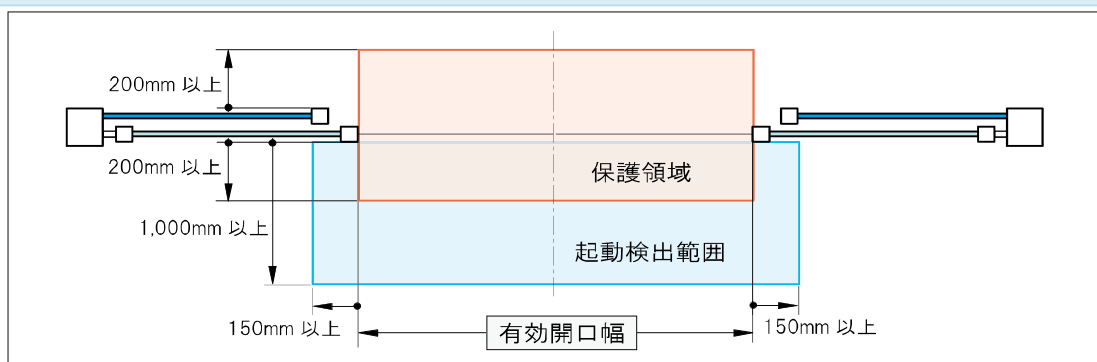 200mm 以上
200mm 以上
保護領域
1,000mm 以上
起動検出範囲
150mm 以上
有効開口幅
150mm 以上